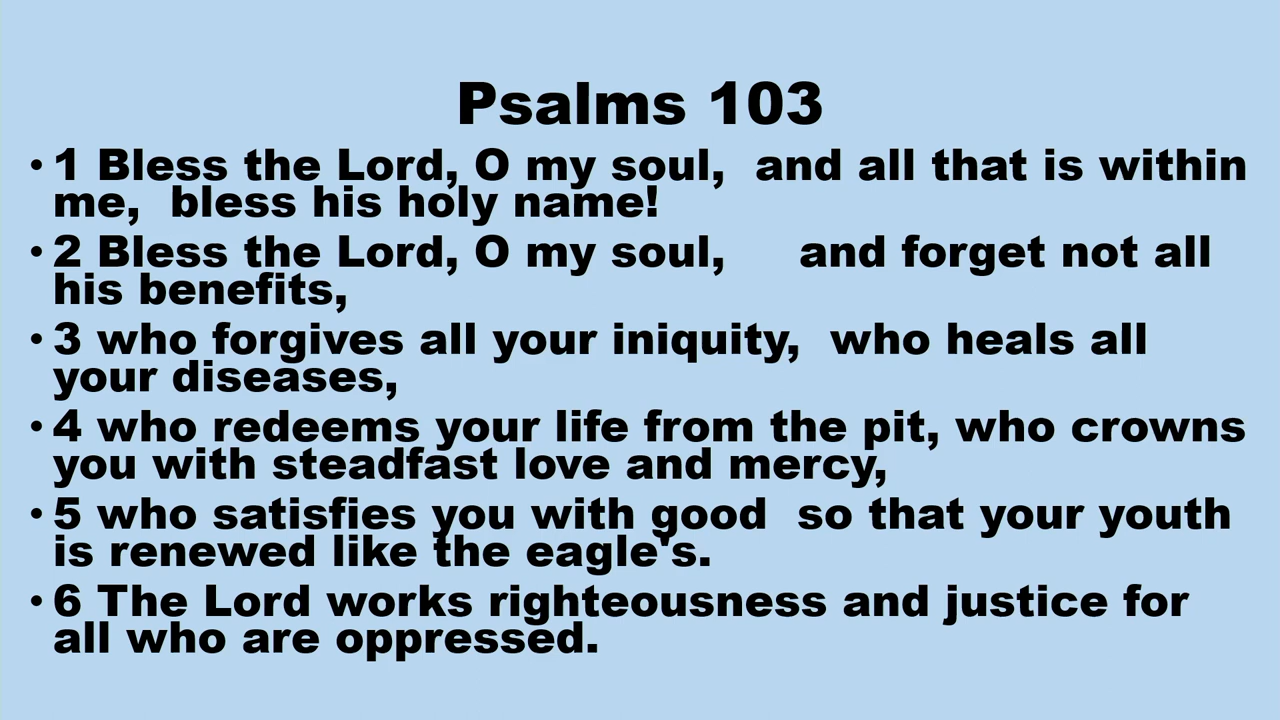 Psalms 103
• 1 Bless the Lord, O my soul,  and all that is within
me,  bless his holy name!
• 2 Bless the Lord, O my soul,     and forget not all
his benefits,
• 3 who forgives all your iniquity,  who heals all
your diseases,
• 4 who redeems your life from the pit, who crowns
you with steadfast love and mercy,
• 5 who satisfies you with good  so that your youth
is renewed like the eagle's.
• 6 The Lord works righteousness and justice for
all who are oppressed.